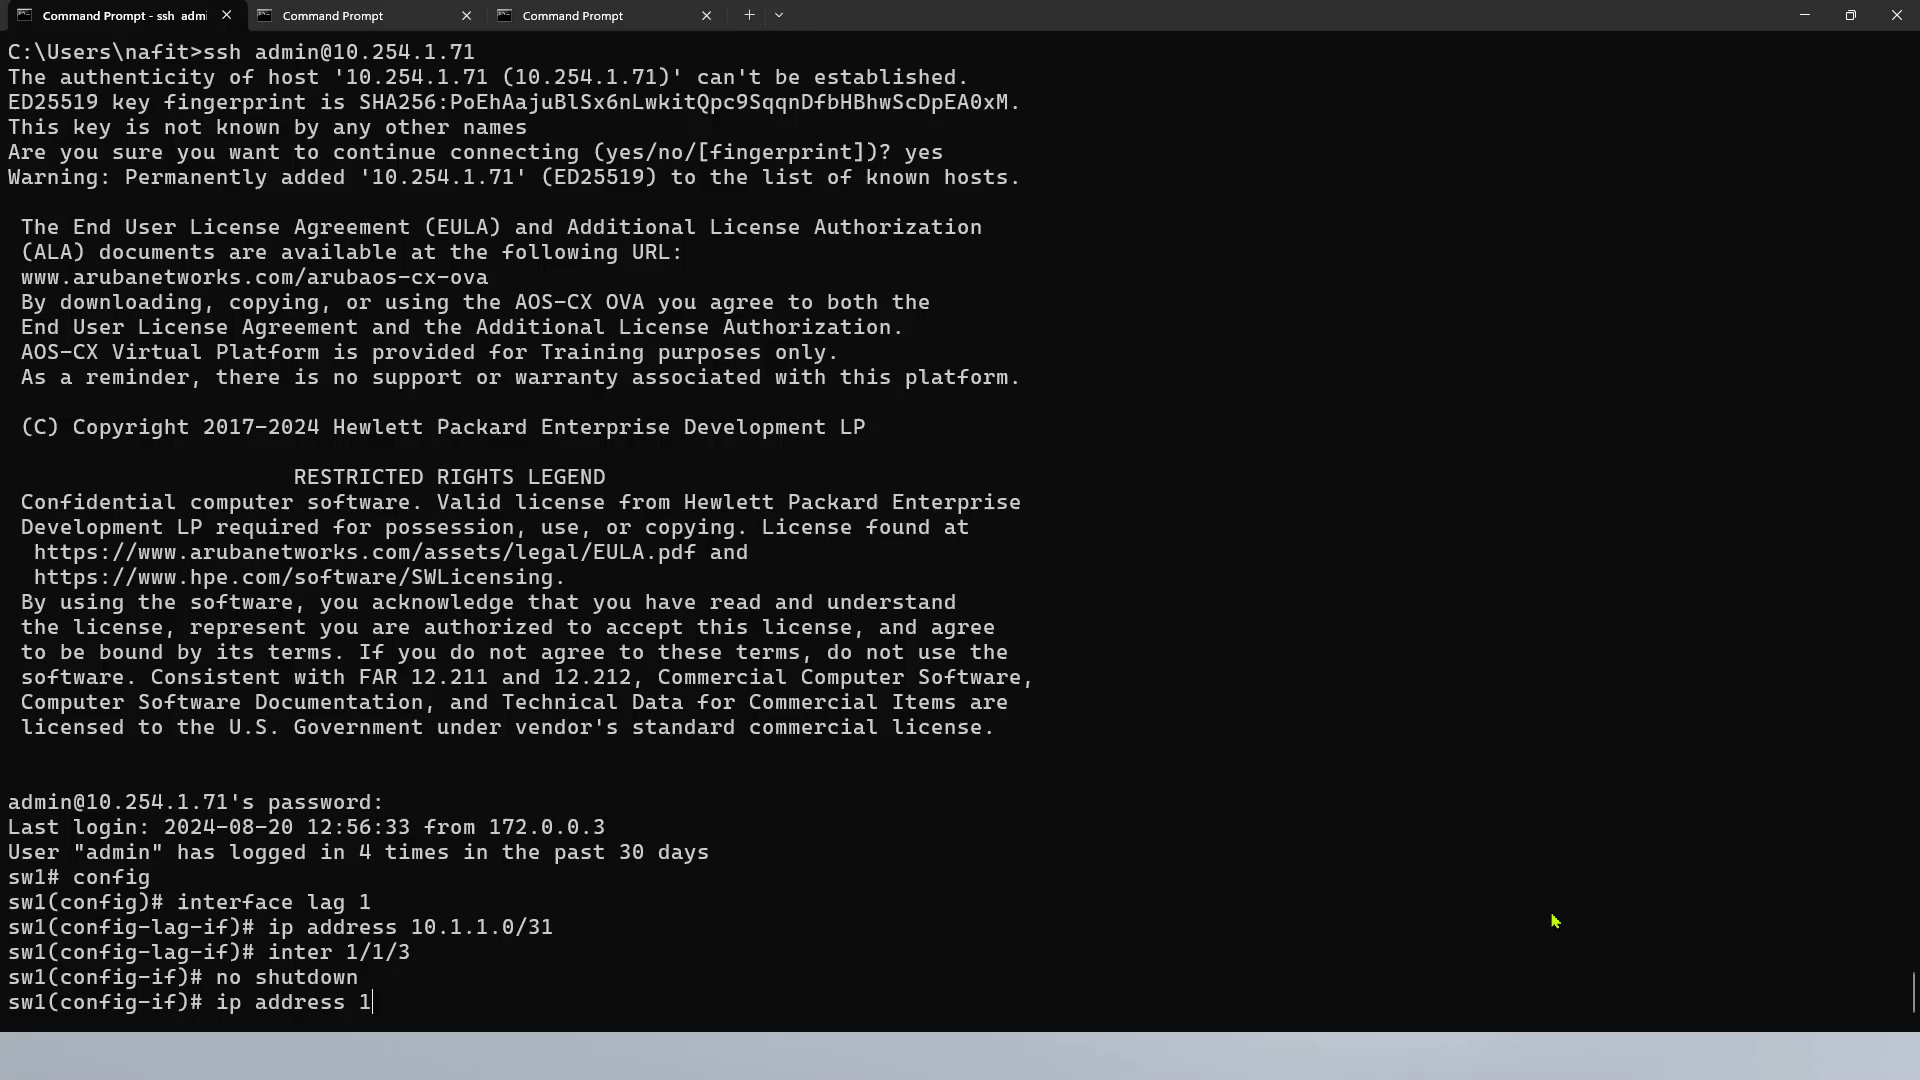 Command Prompt - ssh admi
Command Prompt
Command Prompt
C:\Users\nafit>ssh admin@10.254.1.71
The authenticity of host '10.254.1.71 (10.254.1.71)' can't be established.
ED25519 key fingerprint is SHA256:PoEhAajuBlSx6nLwkitQpc9SqqnDfbHBhwScDpEA0xM.
This key is not known by any other names
Are you sure you want to continue connecting (yes/no/[fingerprint])? yes
Warning: Permanently added '10.254.1.71' (ED25519) to the list of known hosts.
The End User License Agreement (EULA) and Additional License Authorization
(ALA) documents are available at the following URL:
www.arubanetworks.com/arubaos-cx-ova
By downloading, copying, or using the AOS-CX OVA you agree to both the
End User License Agreement and the Additional License Authorization.
AOS-CX Virtual Platform is provided for Training purposes only.
As a reminder, there is no support or warranty associated with this platform.
(C) Copyright 2017-2024 Hewlett Packard Enterprise Development LP
RESTRICTED RIGHTS LEGEND
Confidential computer software. Valid license from Hewlett Packard Enterprise
Development LP required for possession, use, or copying. License found at
https://www.arubanetworks.com/assets/legal/EULA.pdf and
https://www.hpe.com/software/SWLicensing.
By using the software, you acknowledge that you have read and understand
the license, represent you are authorized to accept this license, and agree
to be bound by its terms. If you do not agree to these terms, do not use the
software. Consistent with FAR 12.211 and 12.212, Commercial Computer Software,
Computer Software Documentation, and Technical Data for Commercial Items are
licensed to the U.S. Government under vendor's standard commercial license.
admin@10.254.1.71's password:
Last login: 2024-08-20 12:56:33 from 172.0.0.3
User "admin" has logged in 4 times in the past 30 days
sw1# config
sw1(config)# interface lag 1
sw1(config-lag-if)# ip address 10.1.1.0/31
sw1(config-lag-if)# inter 1/1/3
sw1(config-if)# no shutdown
sw1(config-if)# ip address 1